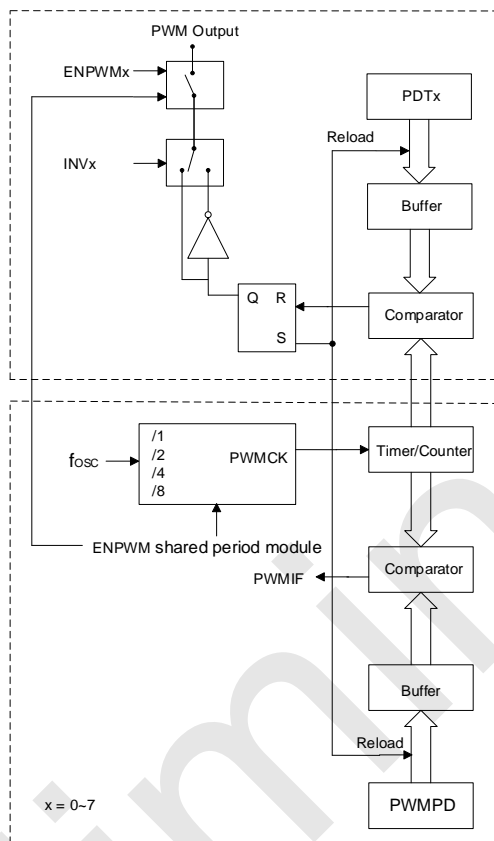 PWM Output
ENPWMx
PDTx
Reload
INVx
Buffer
Q R
S
Comparator
/1
/2
/4
/8
PWMCK
fOSC
Timer/Counter
ENPWM shared period module
PWMIF
Comparator
Buffer
Reload
x = 0~7
PWMPD